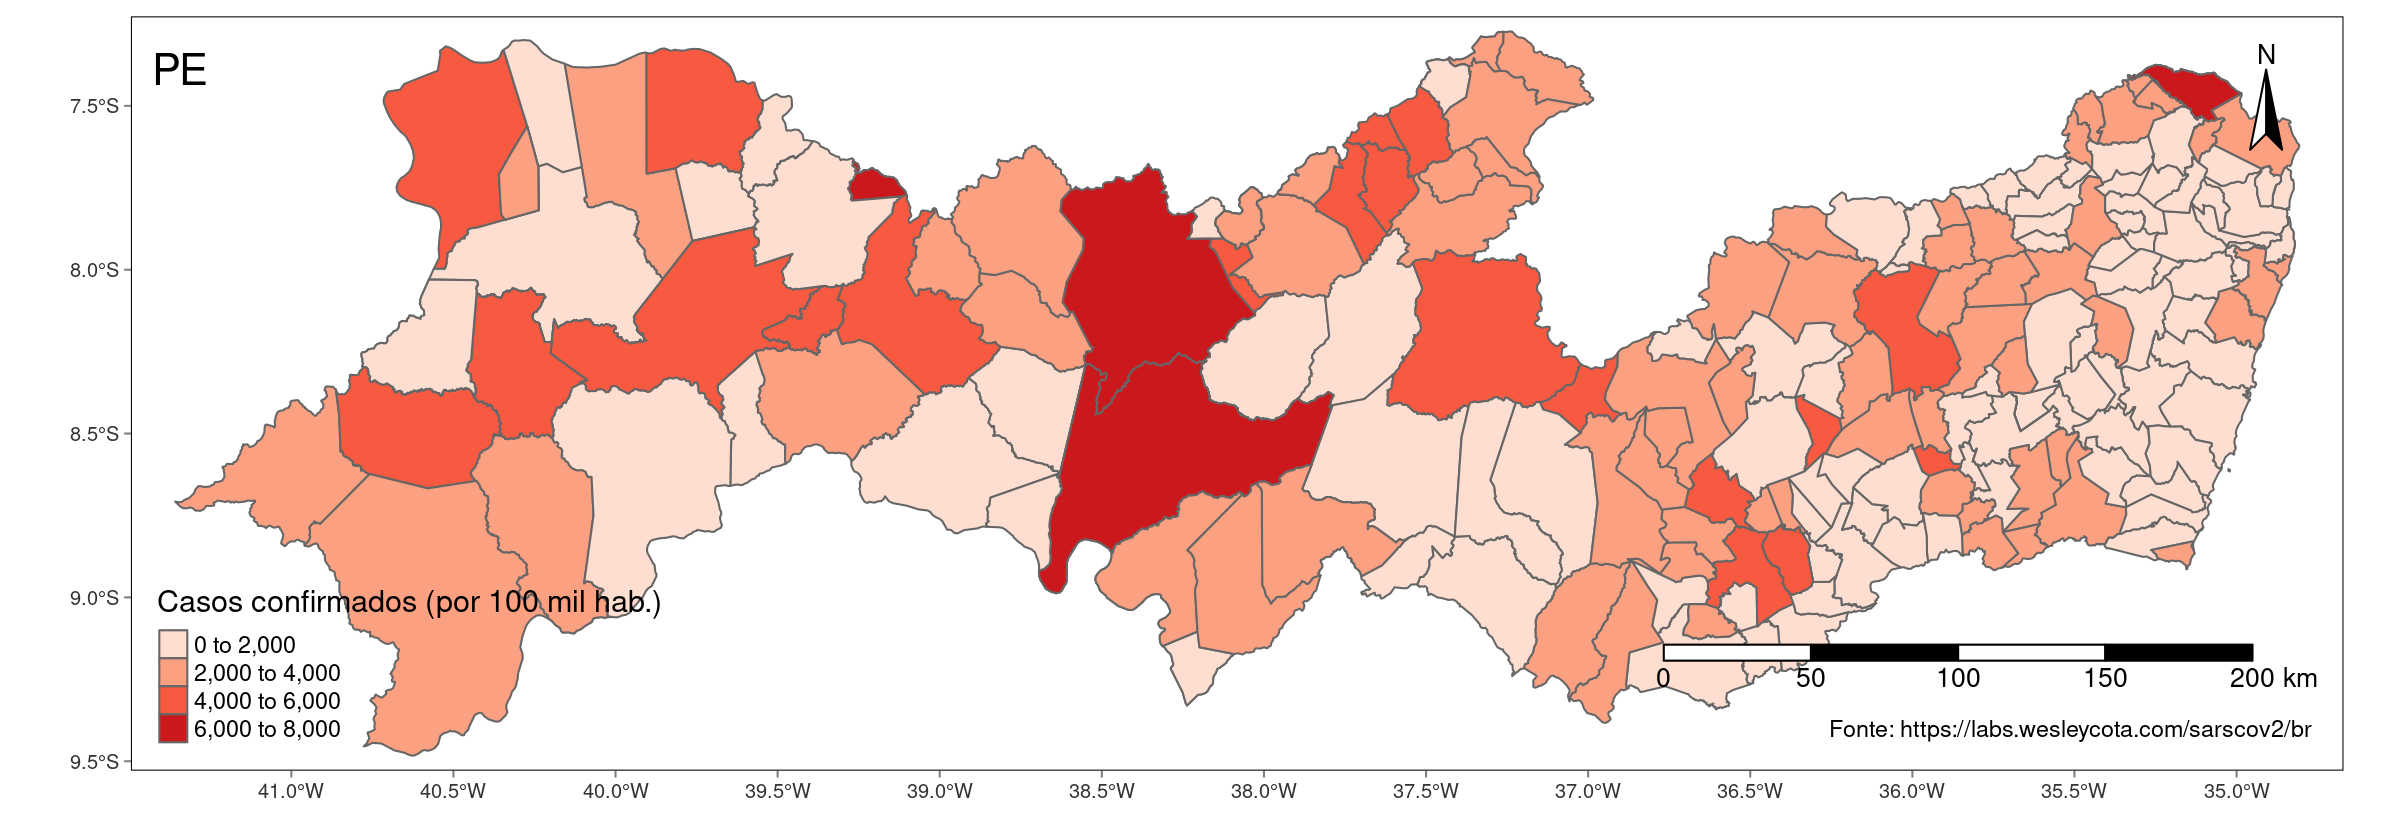 PE
N
7.5°S
8.0°S
8.5°S
9.0°S
9.5°S
Casos confirmados (por 100 mil hab.)
0 to 2,000
2,000 to 4,000
4,000 to 6,000
6,000 to 8,000
0 50 100 150 200 km
Fonte: https://labs.wesleycota.com/sarscov2/br
41.0°W 40.5°W 40.0°W 39.5°W 39.0°W 38.5°W 38.0°W 37.5°W 37.0°W 36.5°W 36.0°W 35.5°W 35.0°W